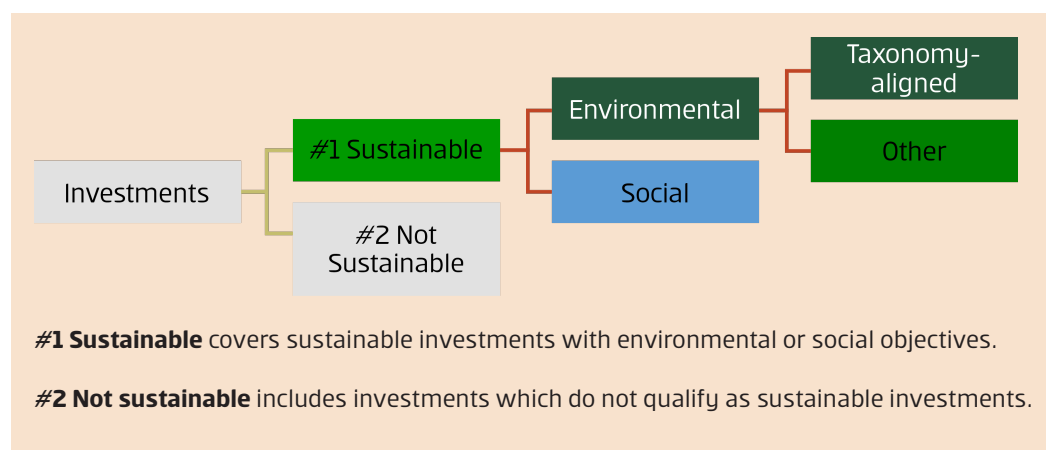 Taxonomy-
aligned
Environmental
#1 Sustainable
Other
Investments
Social
#2 Not
Sustainable
#1 Sustainable covers sustainable investments with environmental or social objectives.
#2 Not sustainable includes investments which do not qualify as sustainable investments.